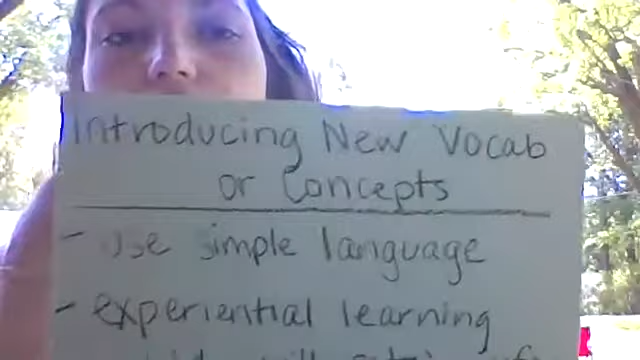 Introducing New Vocab
or Concepts
- Use simple language
- experiential learning